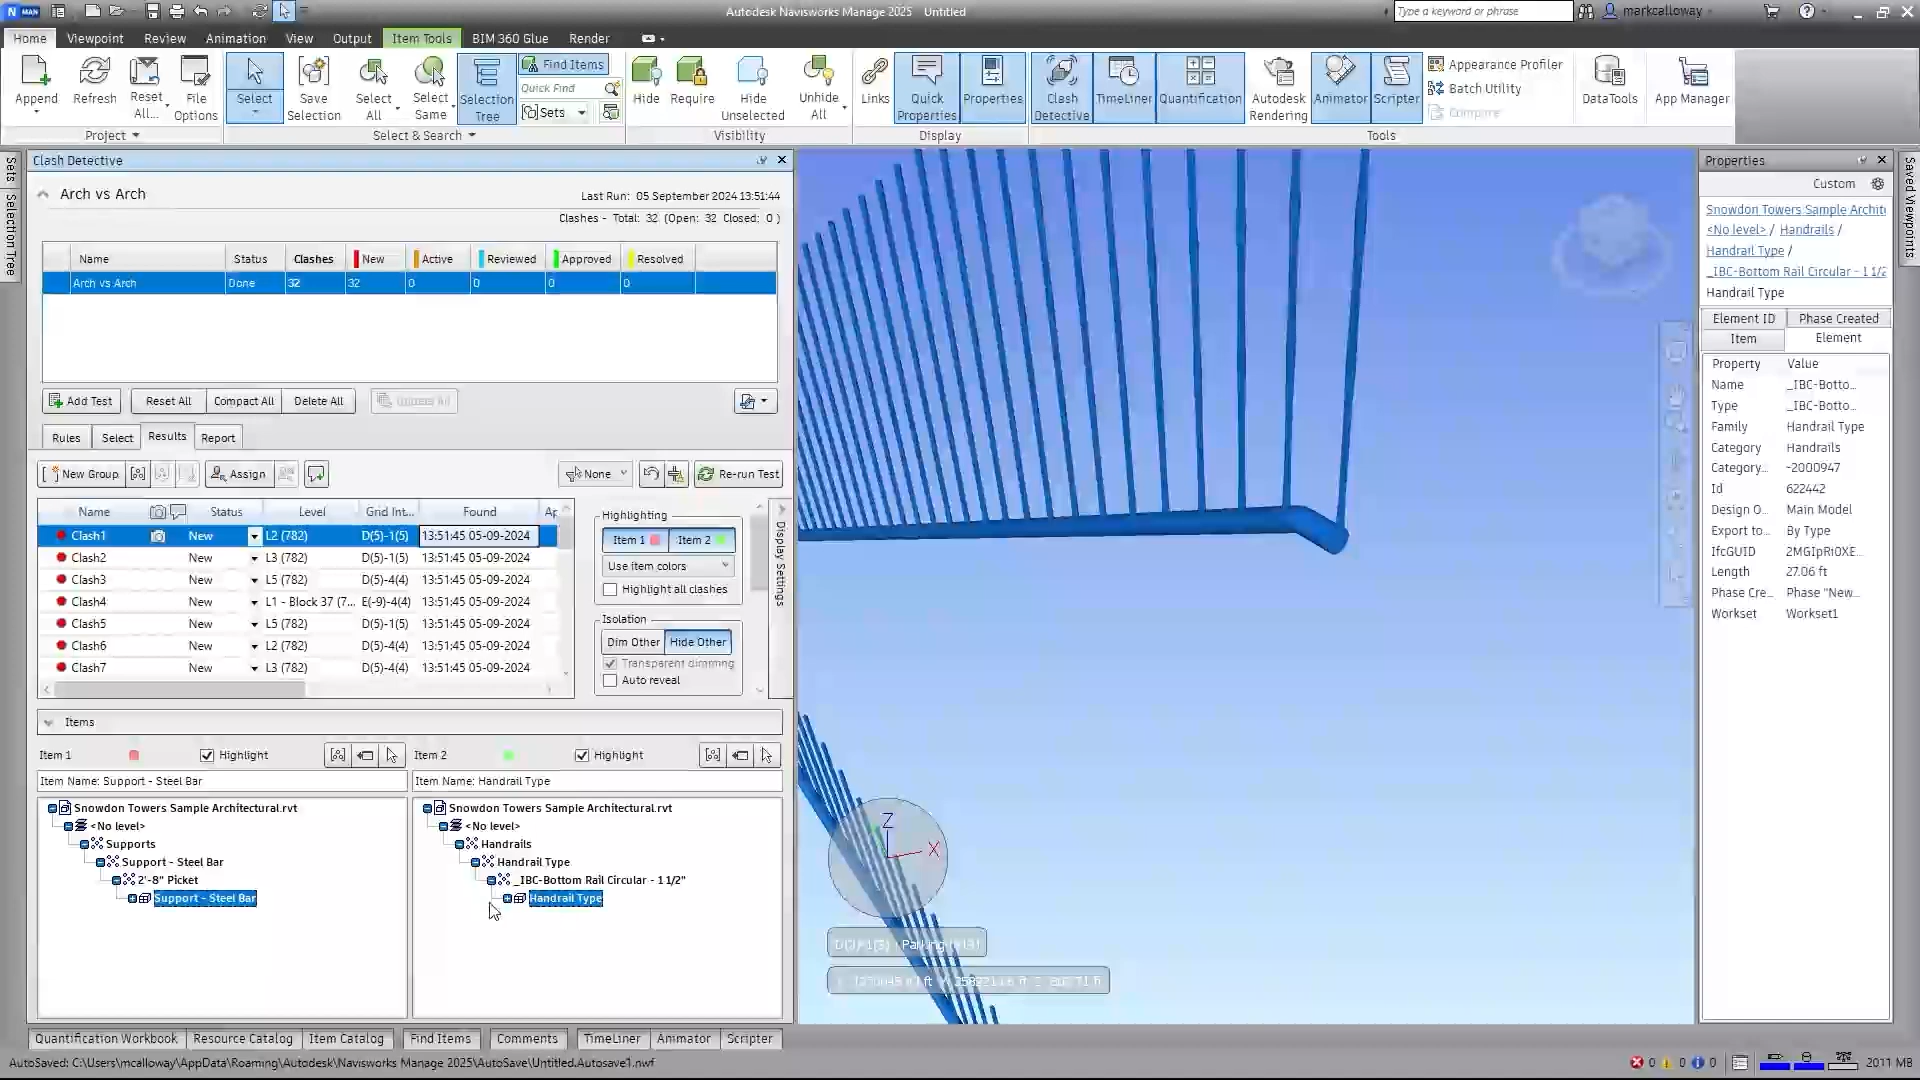 N MAN
Autodesk Navisworks Manage 2025 Untitled
Type a keyword or phrase
markcalloway
Home Viewpoint Review Animation View Output Item Tools BIM 360 Glue Render
Append Refresh Reset All... File Options
Select Save Selection Select All Select Same Selection Tree
Find Items
Quick Find
Sets
Hide Require Hide Unselected Unhide All
Links Quick Properties Properties
Clash Detective TimeLiner Quantification Autodesk Rendering Animator Scripter
Appearance Profiler
Batch Utility
Compare
DataTools App Manager
Project Select & Search Visibility Display Tools
Sets
Selection Tree
Clash Detective
Arch vs Arch
Last Run: 05 September 2024 13:51:44
Clashes - Total: 32 (Open: 32 Closed: 0 )
Name Status Clashes New Active Reviewed Approved Resolved
Arch vs Arch Done 32 32 0 0 0 0
Add Test Reset All Compact All Delete All Update All
Rules Select Results Report
New Group Assign None Re-run Test
Name Status Level Grid Int... Found Ap
Clash1 New L2 (782) D(5)-1(5) 13:51:45 05-09-2024
Clash2 New L3 (782) D(5)-1(5) 13:51:45 05-09-2024
Clash3 New L5 (782) D(5)-4(4) 13:51:45 05-09-2024
Clash4 New L1 - Block 37 (7... E(-9)-4(4) 13:51:45 05-09-2024
Clash5 New L5 (782) D(5)-1(5) 13:51:45 05-09-2024
Clash6 New L2 (782) D(5)-4(4) 13:51:45 05-09-2024
Clash7 New L3 (782) D(5)-4(4) 13:51:45 05-09-2024
Highlighting
Item 1 Item 2
Use item colors
Highlight all clashes
Isolation
Dim Other Hide Other
Transparent dimming
Auto reveal
Display Settings
Items
Item 1 Highlight Item 2 Highlight
Item Name: Support - Steel Bar
Item Name: Handrail Type
Snowdon Towers Sample Architectural.rvt
<No level>
Supports
Support - Steel Bar
2'-8" Picket
Support - Steel Bar
Snowdon Towers Sample Architectural.rvt
<No level>
Handrails
Handrail Type
_IBC-Bottom Rail Circular - 1 1/2"
Handrail Type
Z
X
Properties
Custom
Snowdon Towers Sample Archit
<No level> / Handrails /
Handrail Type /
_IBC-Bottom Rail Circular - 1 1/2
Handrail Type
Element ID Phase Created
Item Element
Property Value
Name _IBC-Botto...
Type _IBC-Botto...
Family Handrail Type
Category Handrails
Category... -2000947
Id 622442
Design O... Main Model
Export to... By Type
IfcGUID 2MGIpRt0XE...
Length 27.06 ft
Phase Cre... Phase "New...
Workset Workset1
Saved Viewpoints
Quantification Workbook Resource Catalog Item Catalog Find Items Comments TimeLiner Animator Scripter
AutoSaved: C:\Users\mcalloway\AppData\Roaming\Autodesk\Navisworks Manage 2025\AutoSave\Untitled.Autosave1.nwf
0 0 0 2011 MB